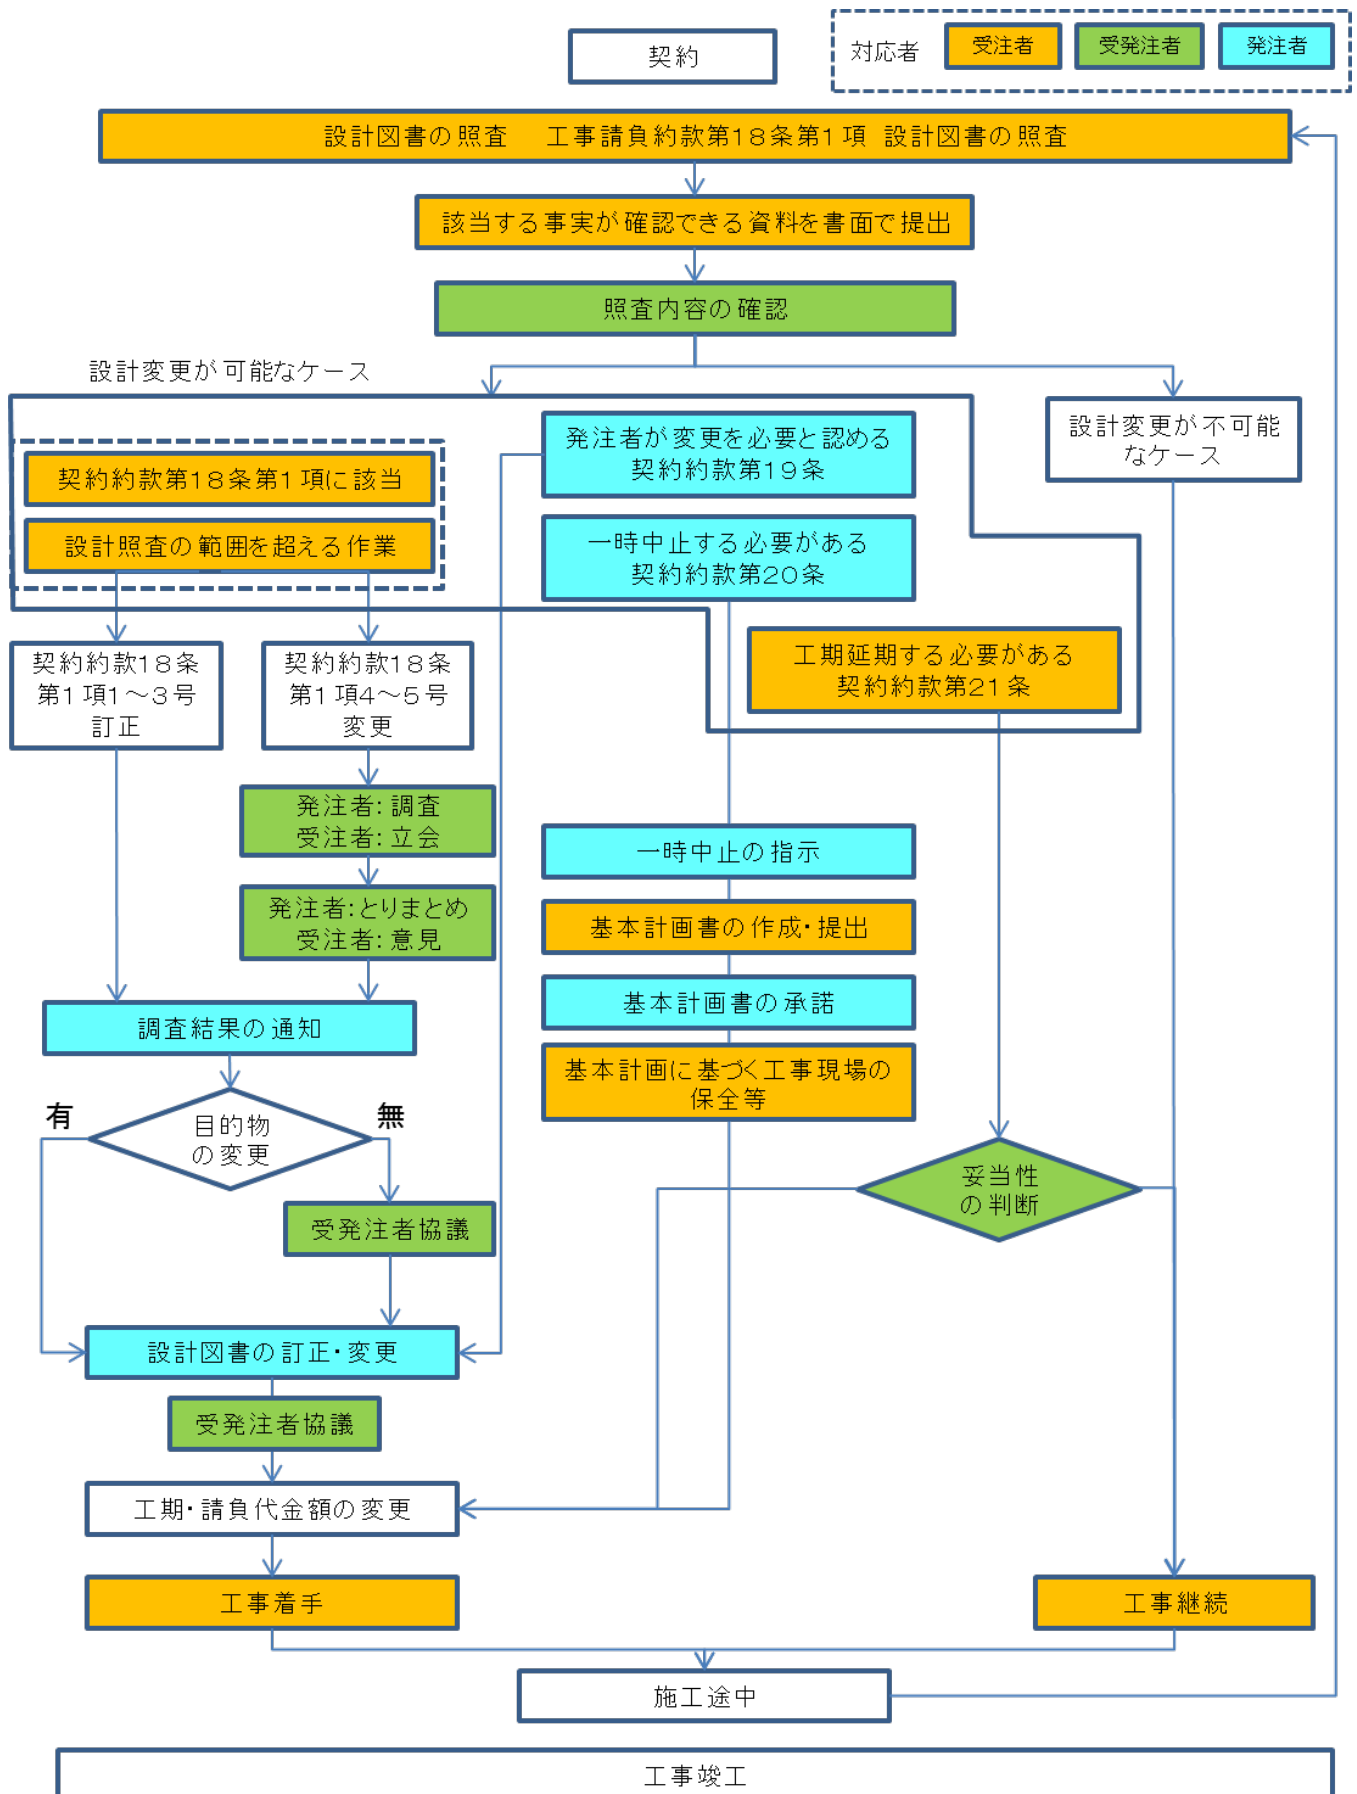 契約
対応者
受注者
受発注者
発注者
設計図書の照査　工事請負約款第18条第1項 設計図書の照査
該当する事実が確認できる資料を書面で提出
照査内容の確認
設計変更が可能なケース
発注者が変更を必要と認める
契約約款第19条
設計変更が不可能
なケース
契約約款第18条第1項に該当
設計照査の範囲を超える作業
一時中止する必要がある
契約約款第20条
契約約款18条
第1項1～3号
訂正
契約約款18条
第1項4～5号
変更
工期延期する必要がある
契約約款第21条
発注者:調査
受注者:立会
一時中止の指示
発注者:とりまとめ
受注者:意見
基本計画書の作成・提出
基本計画書の承諾
調査結果の通知
基本計画に基づく工事現場の
保全等
有
無
目的物
の変更
妥当性
の判断
受発注者協議
設計図書の訂正・変更
受発注者協議
工期・請負代金額の変更
工事着手
工事継続
施工途中
工事竣工